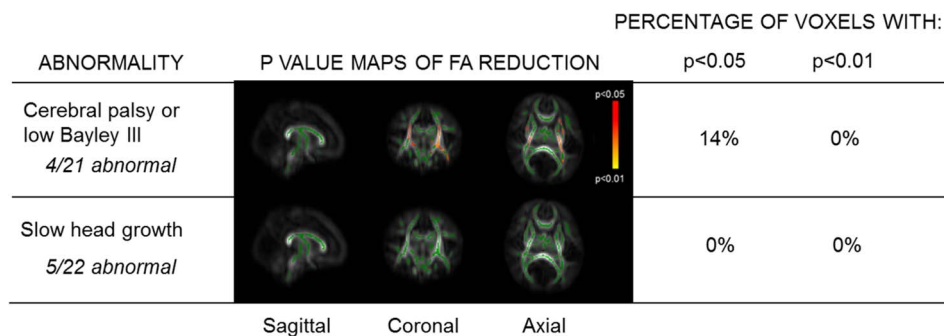 PERCENTAGE OF VOXELS WITH:
ABNORMALITY
P VALUE MAPS OF FA REDUCTION
p<0.05
p<0.01
Cerebral palsy or
low Bayley III
4/21 abnormal
p<0.05
p<0.01
14%
0%
Slow head growth
5/22 abnormal
0%
0%
Sagittal
Coronal
Axial